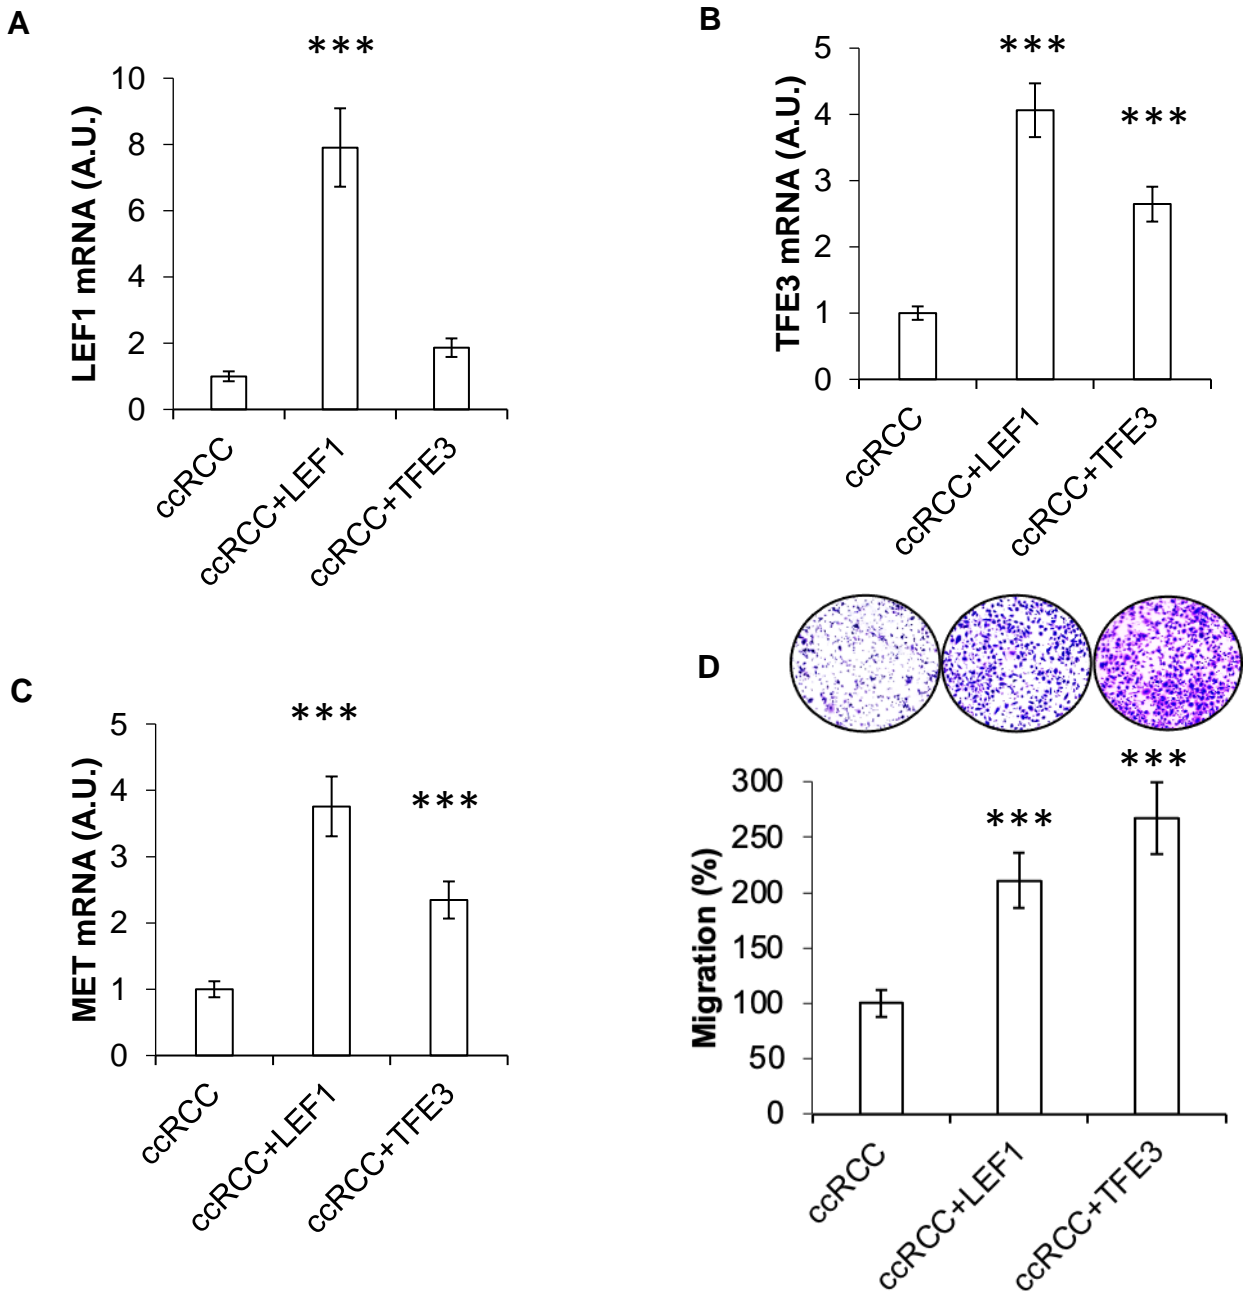 A
***
LEF1 mRNA (A.U.)
10
8
6
4
2
0
ccRCC
ccRCC+LEF1
ccRCC+TFE3
B
***
***
TFE3 mRNA (A.U.)
5
4
3
2
1
0
ccRCC
ccRCC+LEF1
ccRCC+TFE3
C
***
***
MET mRNA (A.U.)
5
4
3
2
1
0
ccRCC
ccRCC+LEF1
ccRCC+TFE3
D
***
***
Migration (%)
300
250
200
150
100
50
0
ccRCC
ccRCC+LEF1
ccRCC+TFE3